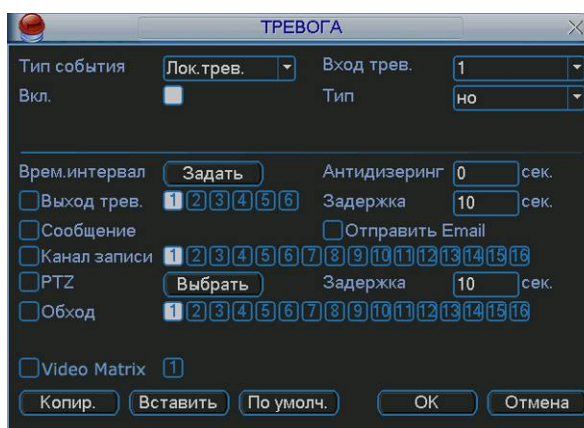 ТРЕВОГА
Тип события Лок.трев. Вход трев. 1
Вкл. Тип но
Врем.интервал Задать Антидизеринг 0 сек.
Выход трев. 1 2 3 4 5 6 Задержка 10 сек.
Сообщение Отправить Email
Канал записи 1 2 3 4 5 6 7 8 9 10 11 12 13 14 15 16
PTZ Выбрать Задержка 10 сек.
Обход 1 2 3 4 5 6 7 8 9 10 11 12 13 14 15 16
Video Matrix 1
Копир. Вставить По умолч. OK Отмена